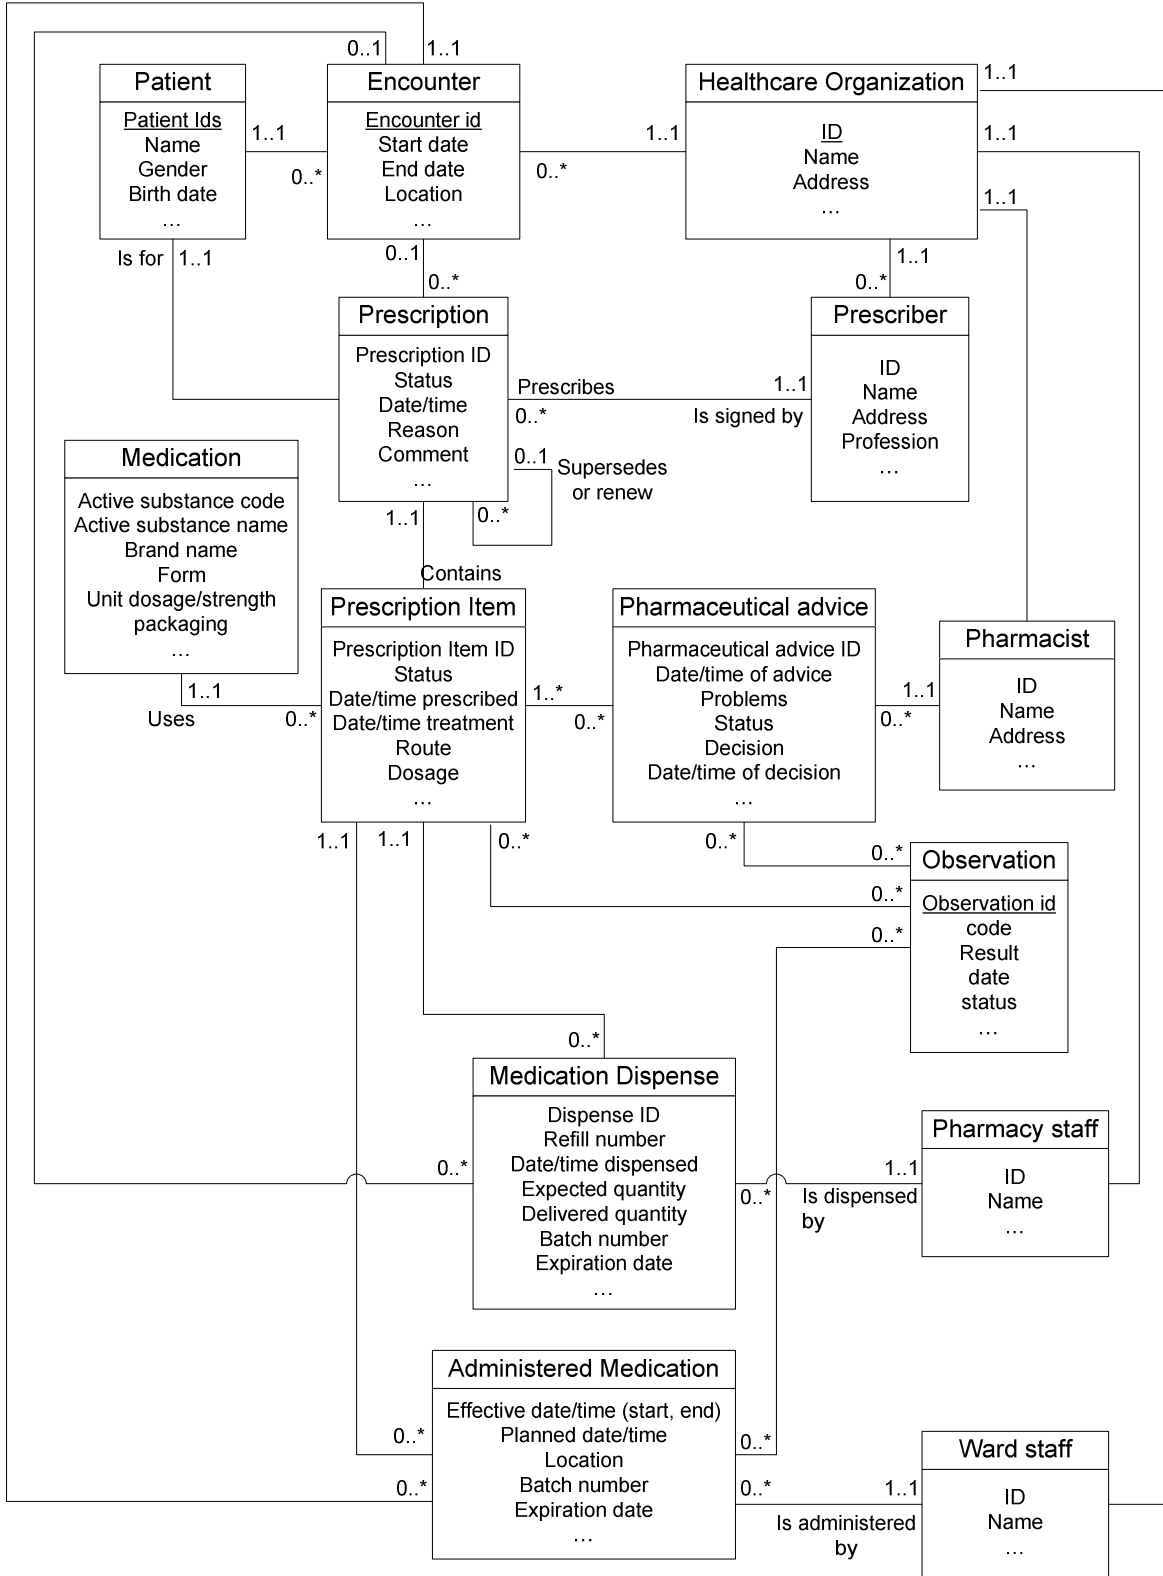 0..1
1..1
Patient
Patient Ids
Name
Gender
Birth date
…
1..1
0..*
Encounter
Encounter id
Start date
End date
Location
…
1..1
0..*
Healthcare Organization
ID
Name
Address
…
1..1
1..1
1..1
Is for
1..1
0..1
0..*
1..1
0..*
Prescription
Prescription ID
Status
Date/time
Reason
Comment
…
Prescribes
0..*
1..1
Is signed by
Prescriber
ID
Name
Address
Profession
…
0..1
Supersedes
or renew
0..*
1..1
Contains
Medication
Active substance code
Active substance name
Brand name
Form
Unit dosage/strength
packaging
…
1..1
Uses
0..*
Prescription Item
Prescription Item ID
Status
Date/time prescribed
Date/time treatment
Route
Dosage
…
1..*
0..*
Pharmaceutical advice
Pharmaceutical advice ID
Date/time of advice
Problems
Status
Decision
Date/time of decision
…
1..1
0..*
Pharmacist
ID
Name
Address
…
1..1
1..1
0..*
0..*
0..*
0..*
0..*
Observation
Observation id
code
Result
date
status
…
0..*
Medication Dispense
Dispense ID
Refill number
Date/time dispensed
Expected quantity
Delivered quantity
Batch number
Expiration date
…
0..*
0..*
1..1
Is dispensed
by
Pharmacy staff
ID
Name
…
Administered Medication
Effective date/time (start, end)
Planned date/time
Location
Batch number
Expiration date
…
0..*
0..*
0..*
0..*
1..1
Is administered
by
Ward staff
ID
Name
…